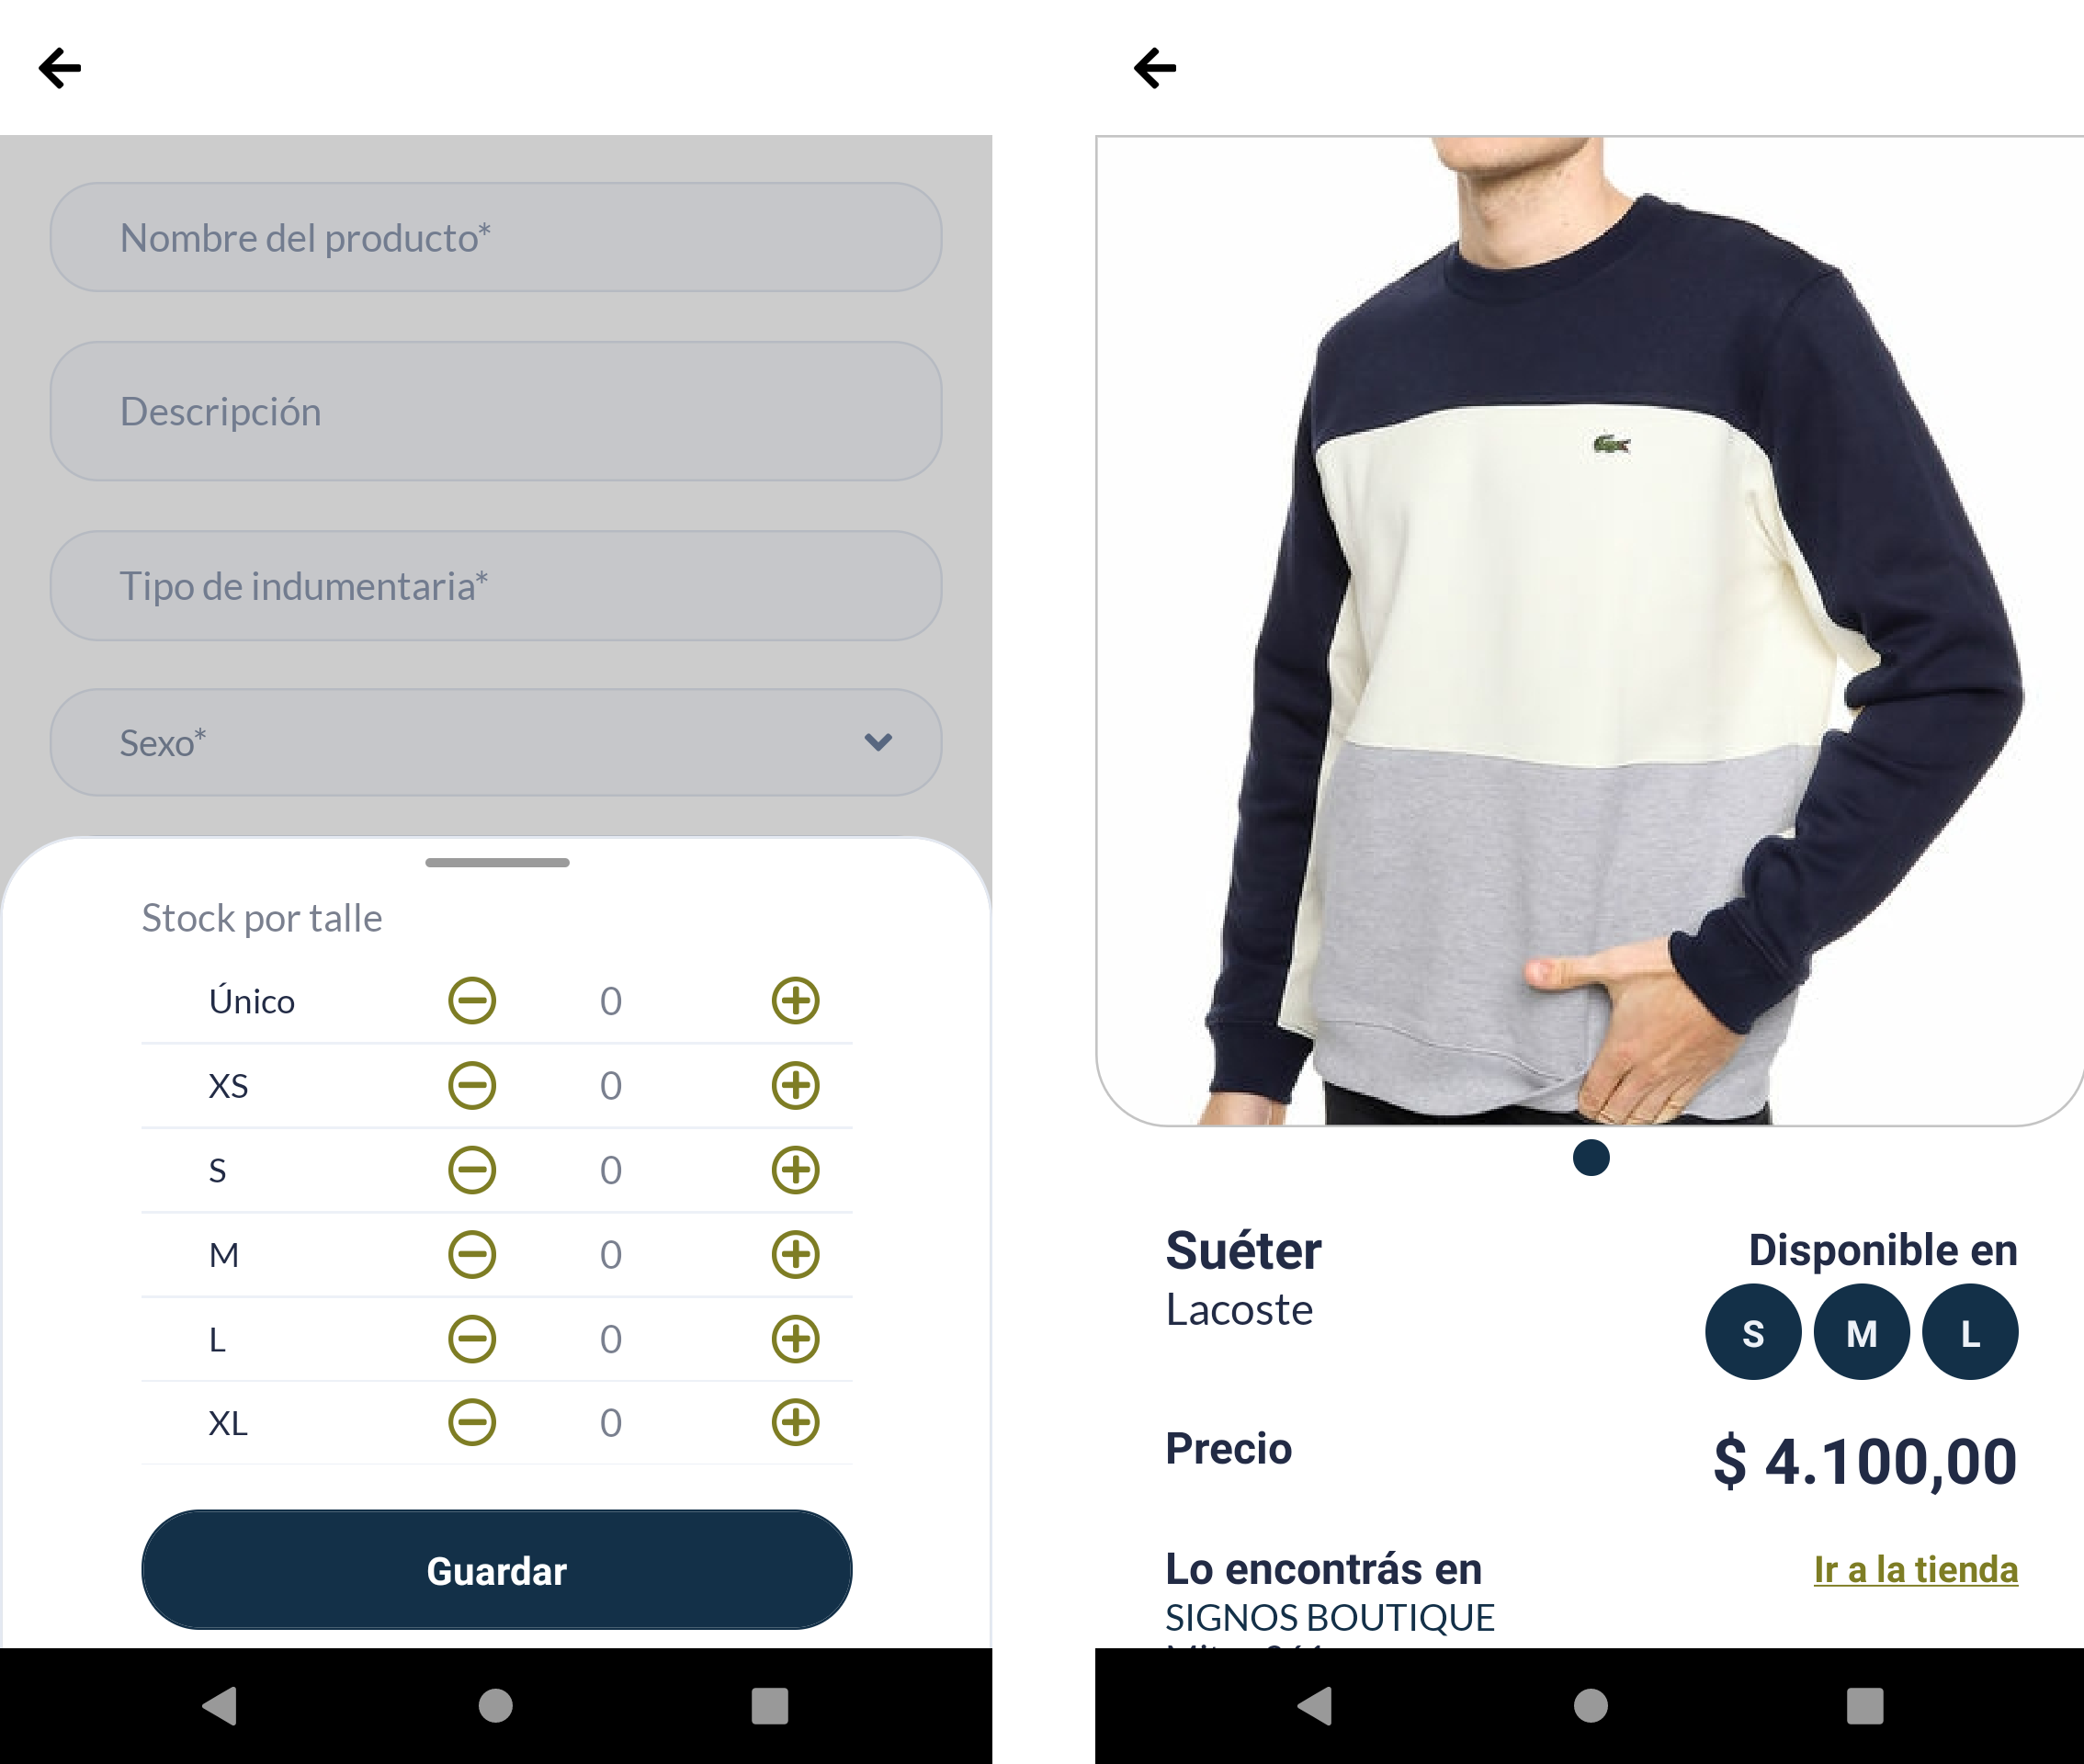 Nombre del producto*
Descripción
Tipo de indumentaria*
Sexo*
Stock por talle
Único 0
XS 0
S 0
M 0
L 0
XL 0
Guardar
Suéter
Lacoste
Disponible en
S M L
Precio
$ 4.100,00
Lo encontrás en
Ir a la tienda
SIGNOS BOUTIQUE